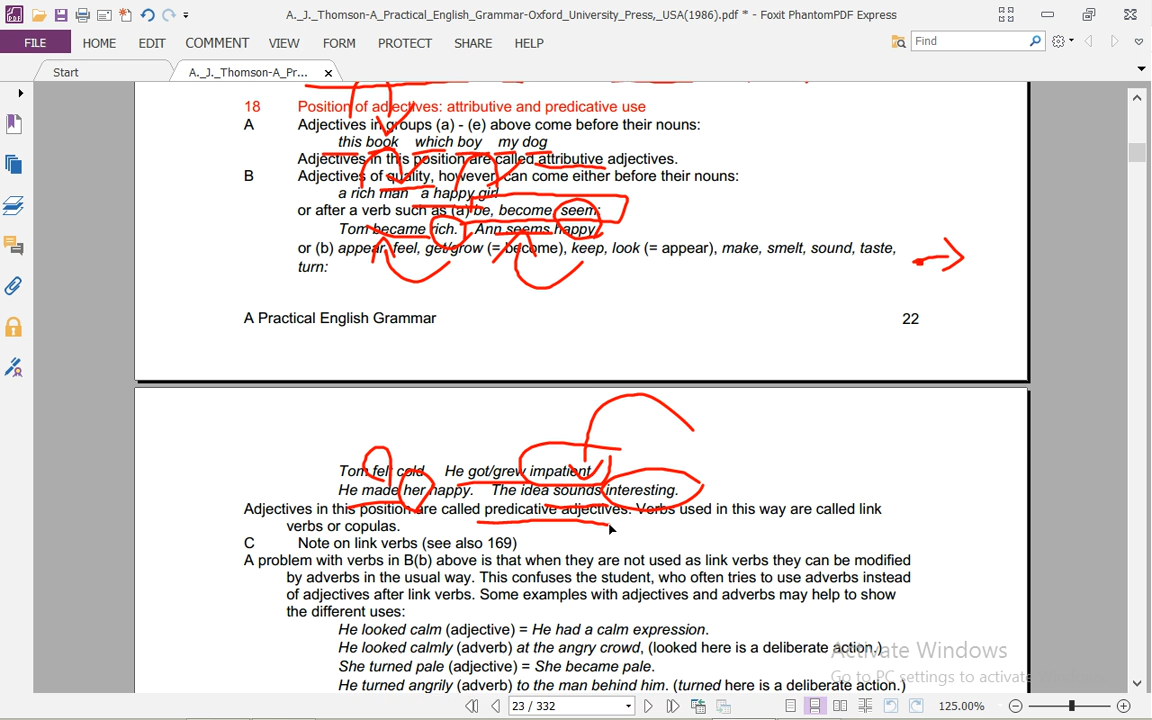 A._J._Thomson-A_Practical_English_Grammar-Oxford_University_Press,_USA(1986).pdf * - Foxit PhantomPDF Express
FILE HOME EDIT COMMENT VIEW FORM PROTECT SHARE HELP Find
Start A._J._Thomson-A_Pr...
18 Position of adjectives: attributive and predicative use
A Adjectives in groups (a) - (e) above come before their nouns:
this book which boy my dog
Adjectives in this position are called attributive adjectives.
B Adjectives of quality, however, can come either before their nouns:
a rich man a happy girl
or after a verb such as (a) be, become, seem:
Tom became rich. Ann seems happy.
or (b) appear, feel, get/grow (= become), keep, look (= appear), make, smelt, sound, taste,
turn:
A Practical English Grammar 22
Tom felt cold. He got/grew impatient.
He made her happy. The idea sounds interesting.
Adjectives in this position are called predicative adjectives. Verbs used in this way are called link
verbs or copulas.
C Note on link verbs (see also 169)
A problem with verbs in B(b) above is that when they are not used as link verbs they can be modified
by adverbs in the usual way. This confuses the student, who often tries to use adverbs instead
of adjectives after link verbs. Some examples with adjectives and adverbs may help to show
the different uses:
He looked calm (adjective) = He had a calm expression.
He looked calmly (adverb) at the angry crowd, (looked here is a deliberate action.)
She turned pale (adjective) = She became pale.
He turned angrily (adverb) to the man behind him. (turned here is a deliberate action.)
Activate Windows
Go to PC settings to activate
23 / 332 125.00%